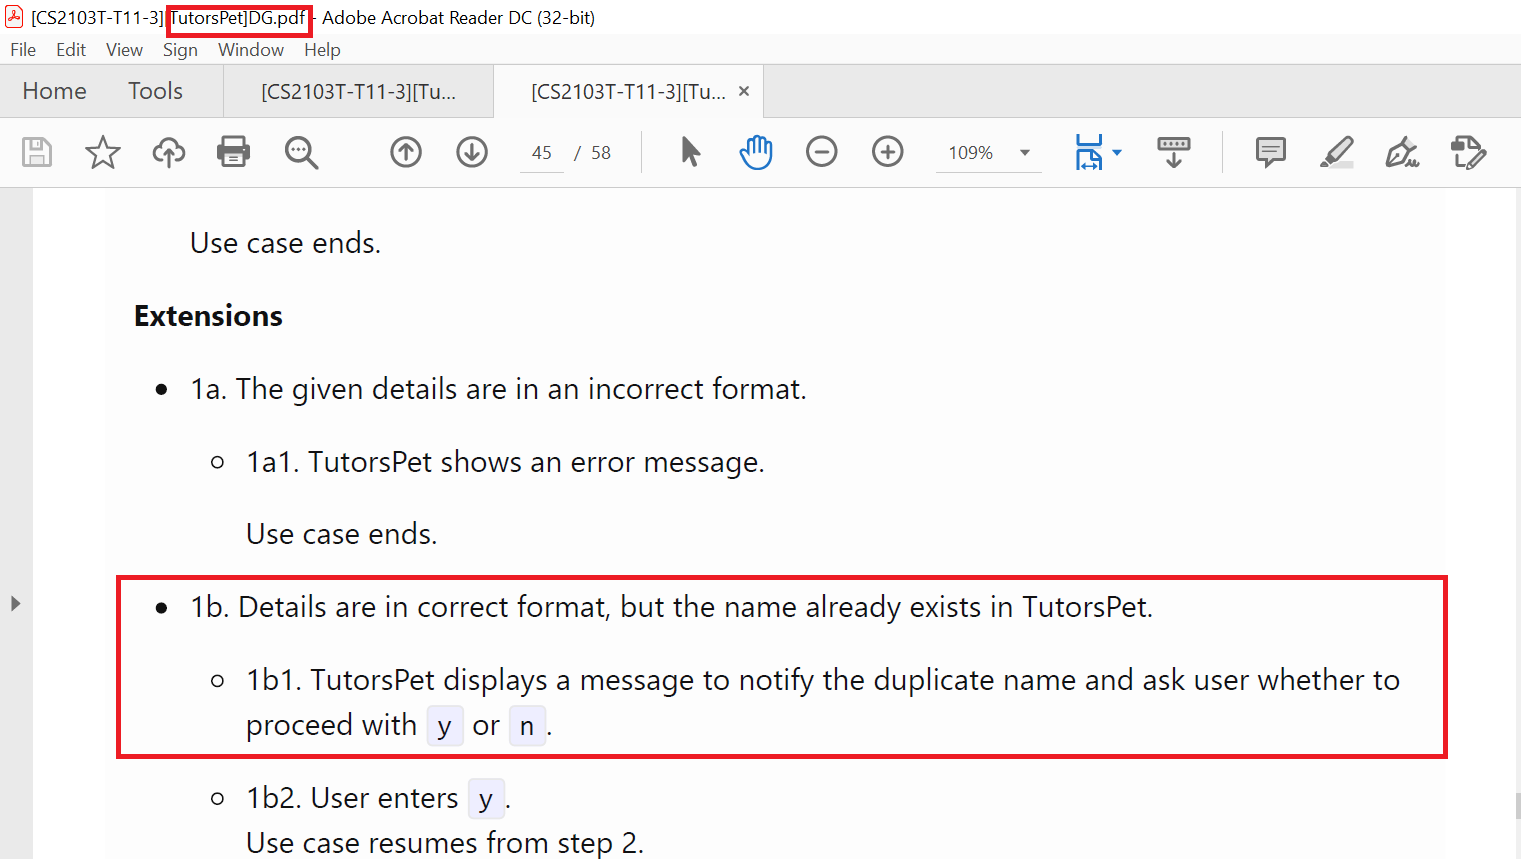 [CS2103T-T11-3][TutorsPet]DG.pdf - Adobe Acrobat Reader DC (32-bit)
File Edit View Sign Window Help
Home Tools [CS2103T-T11-3][Tu... [CS2103T-T11-3][Tu... ×
45 / 58 109%
Use case ends.
Extensions
• 1a. The given details are in an incorrect format.
○ 1a1. TutorsPet shows an error message.
Use case ends.
• 1b. Details are in correct format, but the name already exists in TutorsPet.
○ 1b1. TutorsPet displays a message to notify the duplicate name and ask user whether to
proceed with y or n.
○ 1b2. User enters y.
Use case resumes from step 2.